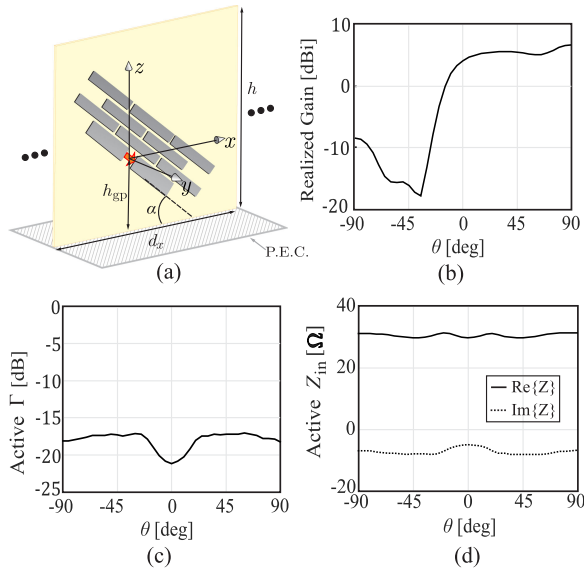 z
h
x
y
h_gp
α
d_x
P.E.C.
(a)
Realized Gain [dBi]
10
0
-10
-20
-90 -45 0 45 90
θ [deg]
(b)
Active Γ [dB]
0
-5
-10
-15
-20
-25
-90 -45 0 45 90
θ [deg]
(c)
Active Z_in [Ω]
40
20
0
-20
Re{Z}
Im{Z}
-90 -45 0 45 90
θ [deg]
(d)